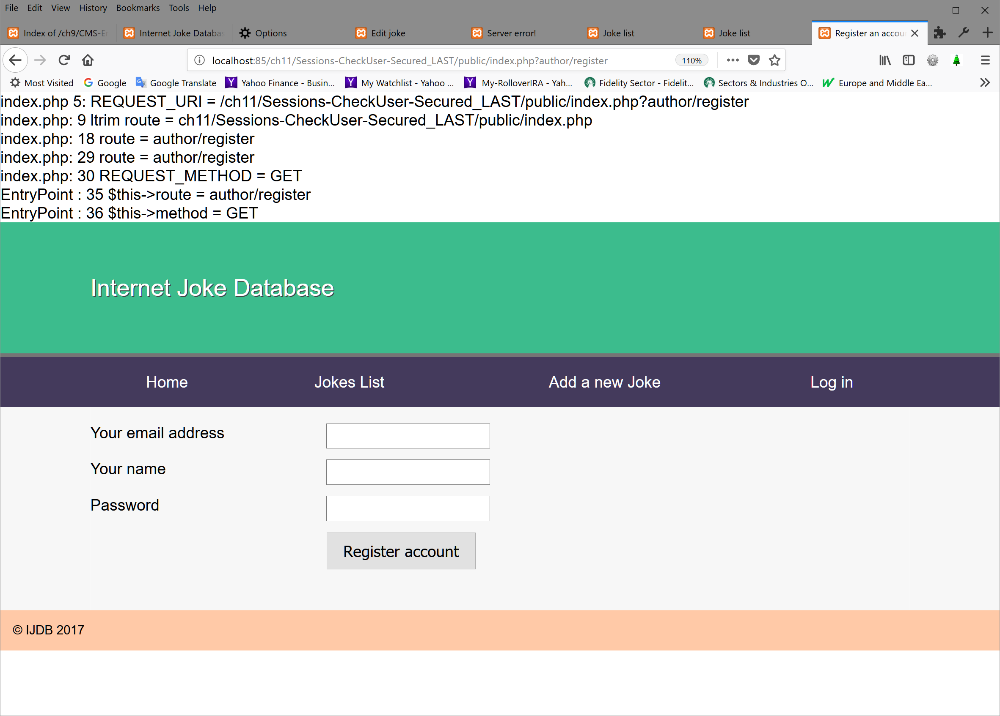 File Edit View History Bookmarks Tools Help
Index of /ch9/CMS-E Internet Joke Databas Options Edit joke Server error! Joke list Joke list Register an accou
localhost:85/ch11/Sessions-CheckUser-Secured_LAST/public/index.php?author/register 110%
Most Visited Google Google Translate Yahoo Finance - Busin... My Watchlist - Yahoo ... My-RolloverIRA - Yah... Fidelity Sector - Fidelit... Sectors & Industries O... Europe and Middle Ea...
index.php 5: REQUEST_URI = /ch11/Sessions-CheckUser-Secured_LAST/public/index.php?author/register
index.php: 9 ltrim route = ch11/Sessions-CheckUser-Secured_LAST/public/index.php
index.php: 18 route = author/register
index.php: 29 route = author/register
index.php: 30 REQUEST_METHOD = GET
EntryPoint : 35 $this->route = author/register
EntryPoint : 36 $this->method = GET
Internet Joke Database
Home Jokes List Add a new Joke Log in
Your email address
Your name
Password
Register account
© IJDB 2017